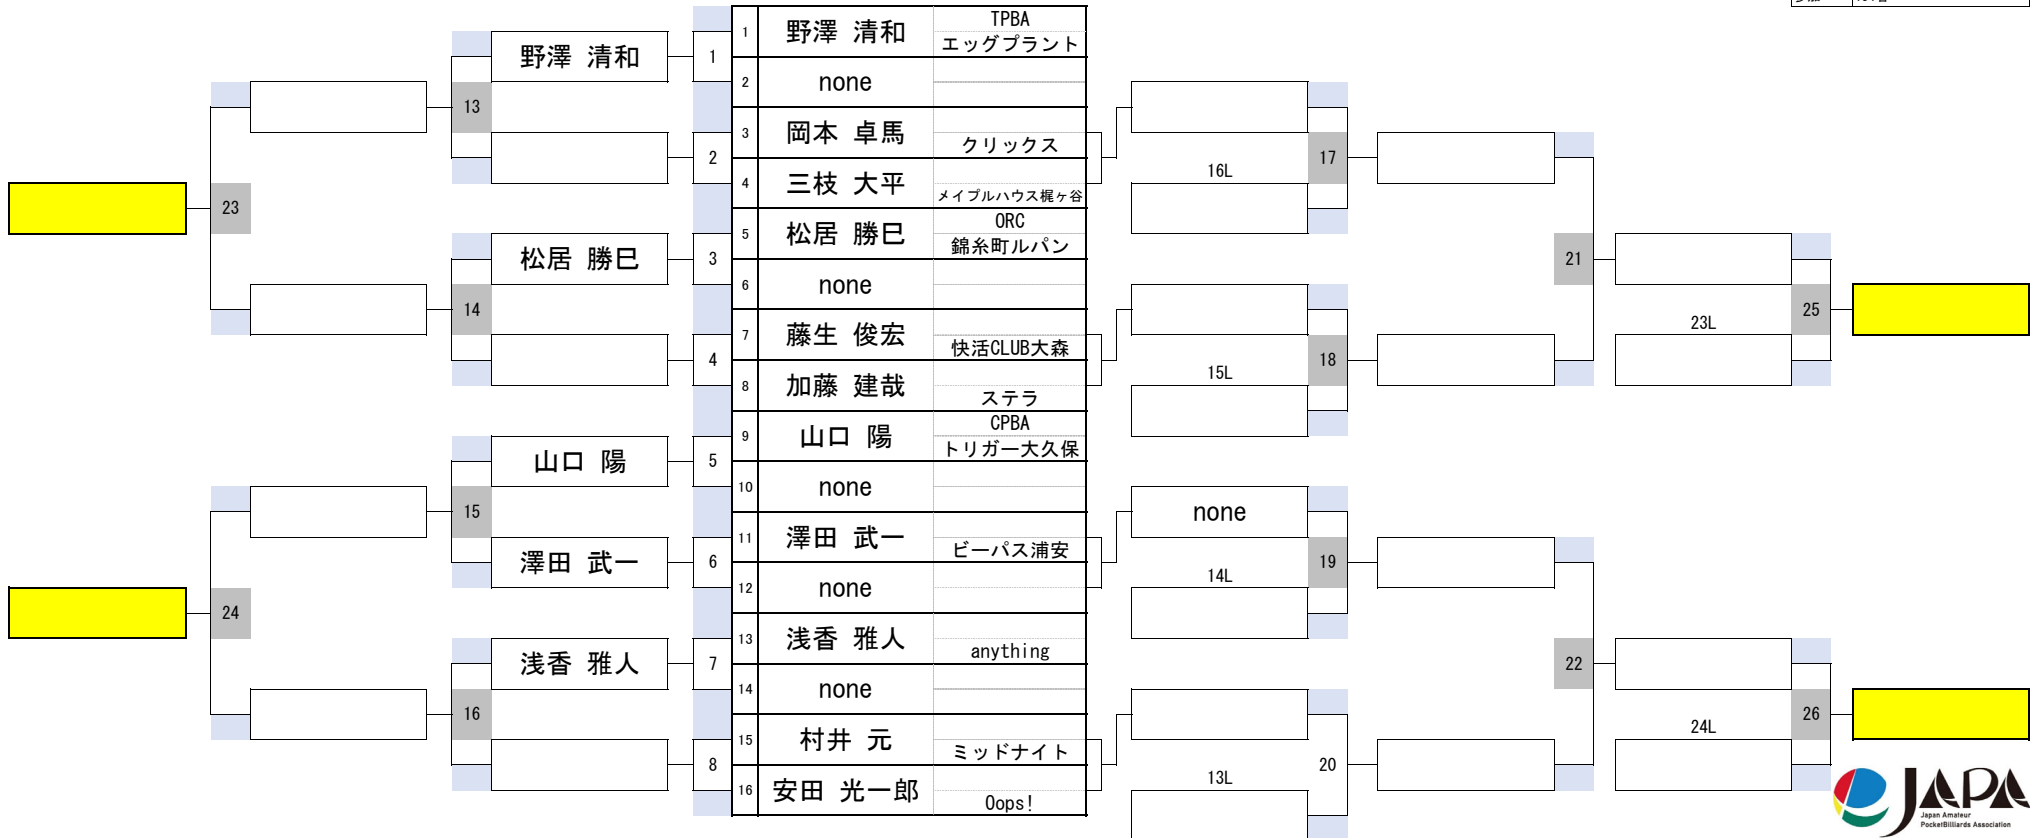 1 野澤 清和 TPBA エッグプラント
2 none
3 岡本 卓馬 クリックス
4 三枝 大平 メイプルハウス梶ヶ谷
5 松居 勝巳 ORC 錦糸町ルパン
6 none
7 藤生 俊宏 快活CLUB大森
8 加藤 建哉 ステラ
9 山口 陽 CPBA トリガー大久保
10 none
11 澤田 武一 ビーパス浦安
12 none
13 浅香 雅人 anything
14 none
15 村井 元 ミッドナイト
16 安田 光一郎 Oops!
野澤 清和 1
13
2
23
松居 勝巳 3
14
4
山口 陽 5
15
澤田 武一 6
24
浅香 雅人 7
16
8
16L 17
21
23L 25
15L 18
none
14L 19
22
24L 26
13L 20
JAPA
Japan Amateur
PocketBilliards Association